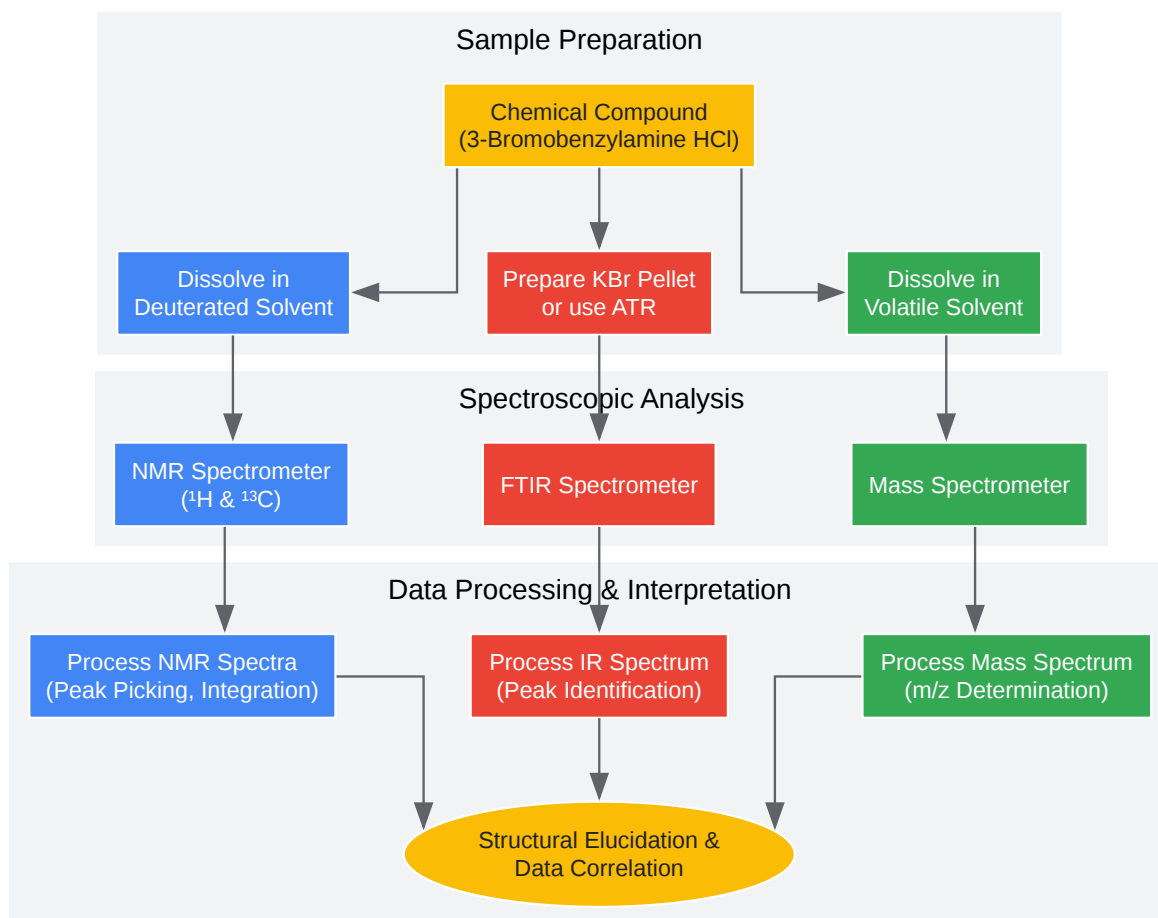 Sample Preparation
Chemical Compound
(3-Bromobenzylamine HCl)
Dissolve in
Deuterated Solvent
Prepare KBr Pellet
or use ATR
Dissolve in
Volatile Solvent
Spectroscopic Analysis
NMR Spectrometer
(¹H & ¹³C)
FTIR Spectrometer
Mass Spectrometer
Data Processing & Interpretation
Process NMR Spectra
(Peak Picking, Integration)
Process IR Spectrum
(Peak Identification)
Process Mass Spectrum
(m/z Determination)
Structural Elucidation &
Data Correlation